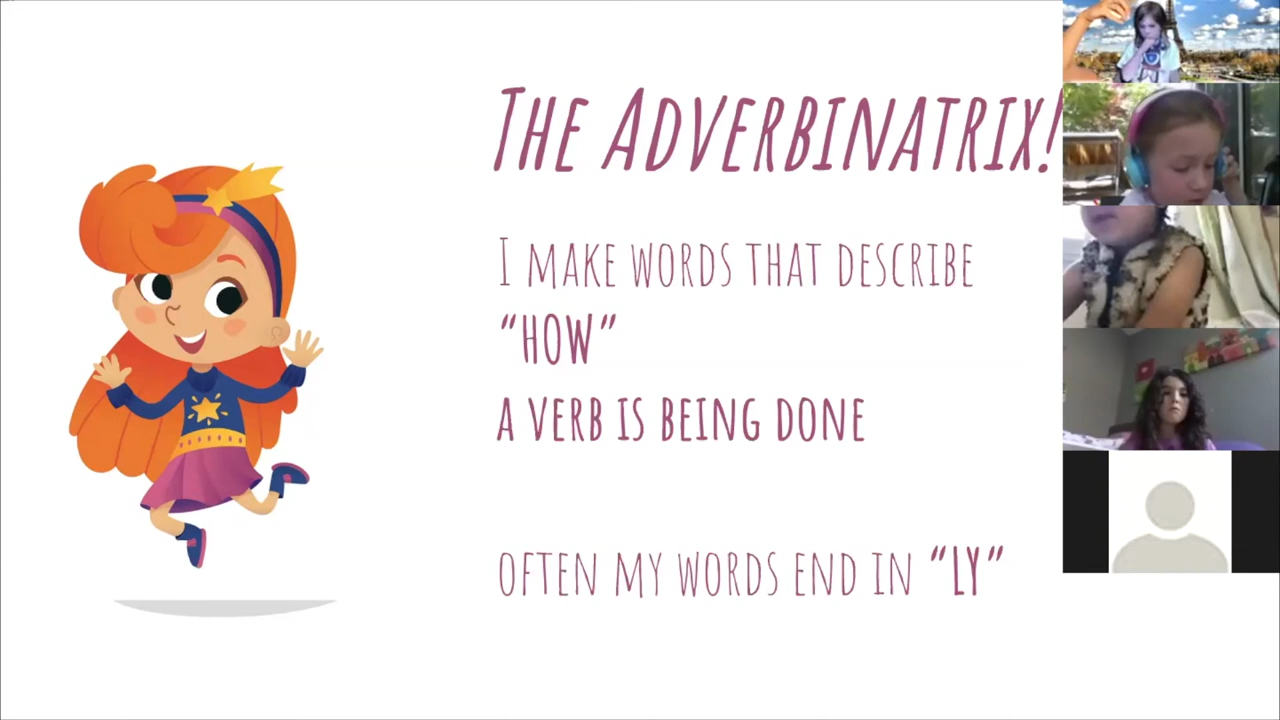 The Adverbinatrix!
I make words that describe
“HOW”
a verb is being done
often my words end in “LY”